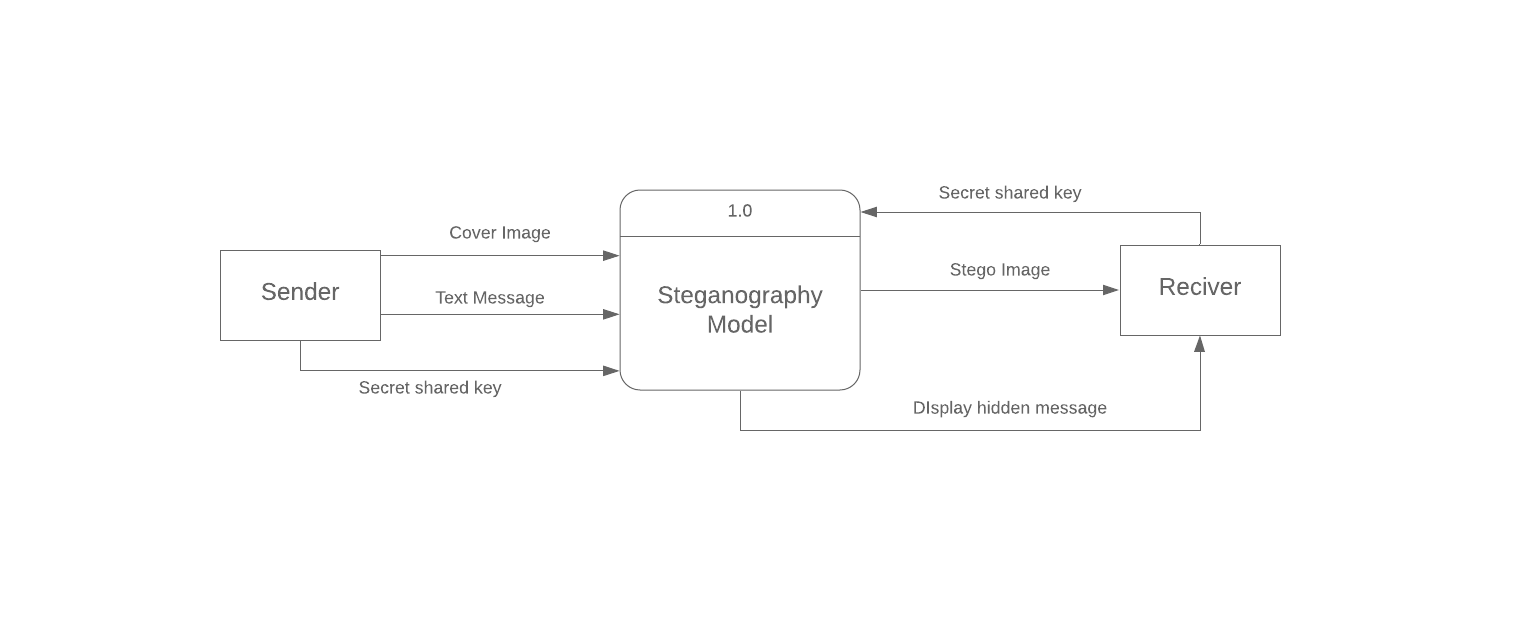 Secret shared key
1.0
Cover Image
Stego Image
Sender
Text Message
Steganography
Model
Reciver
Secret shared key
DIsplay hidden message